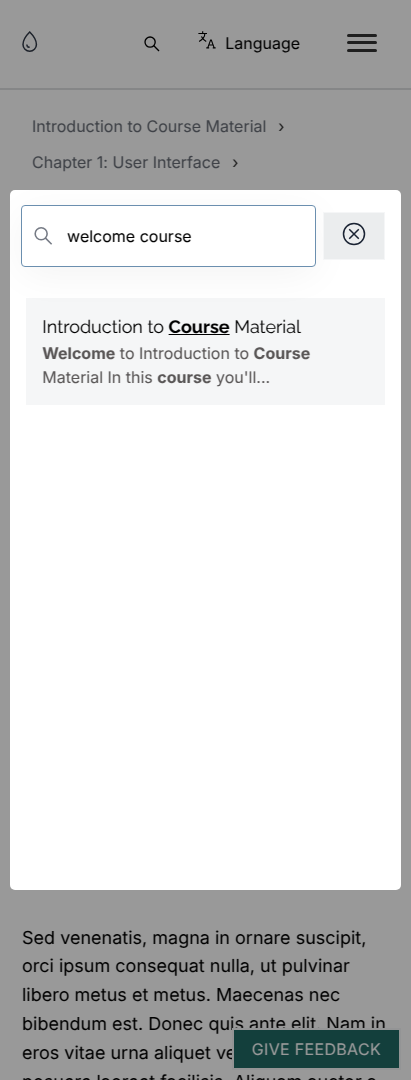 Language
Introduction to Course Material
Chapter 1: User Interface
welcome course
Introduction to Course Material
Welcome to Introduction to Course
Material In this course you'll...
Sed venenatis, magna in ornare suscipit,
orci ipsum consequat nulla, ut pulvinar
libero metus et metus. Maecenas nec
bibendum est. Donec quis ante elit. Nam in
eros vitae urna aliquet
GIVE FEEDBACK